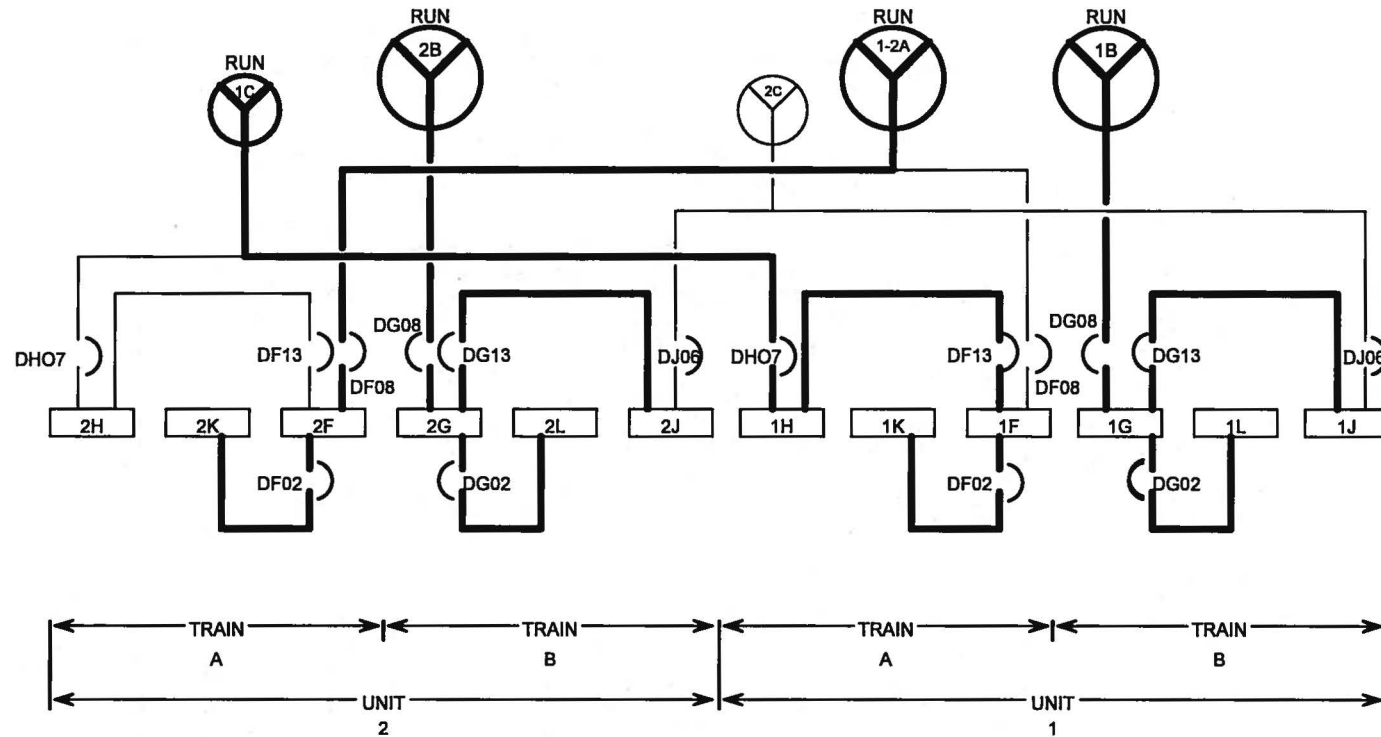 RUN
RUN
RUN
RUN
1C
2B
2C
1-2A
1B
DHO7
DF13
DG08
DG13
DJ06
DHO7
DF13
DG08
DG13
DJ06
DF08
DF08
2H
2K
2F
2G
2L
2J
1H
1K
1F
1G
1L
1J
DF02
DG02
DF02
DG02
TRAIN
TRAIN
TRAIN
TRAIN
A
B
A
B
UNIT
UNIT
2
1